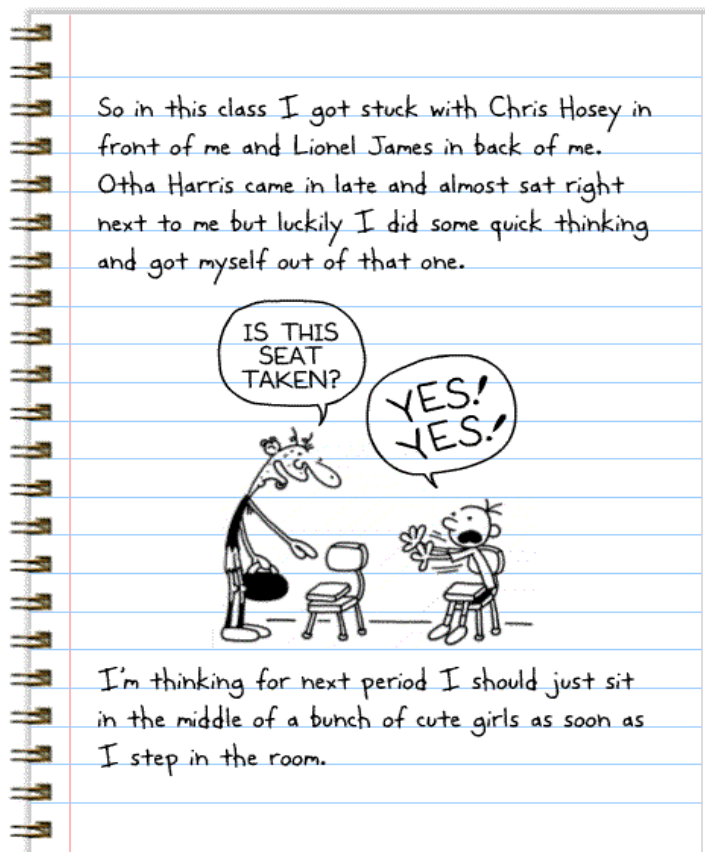 So in this class I got stuck with Chris Hosey in
front of me and Lionel James in back of me.
Otha Harris came in late and almost sat right
next to me but luckily I did some quick thinking
and got myself out of that one.
IS THIS
SEAT
TAKEN?
YES!
YES!
I'm thinking for next period I should just sit
in the middle of a bunch of cute girls as soon as
I step in the room.